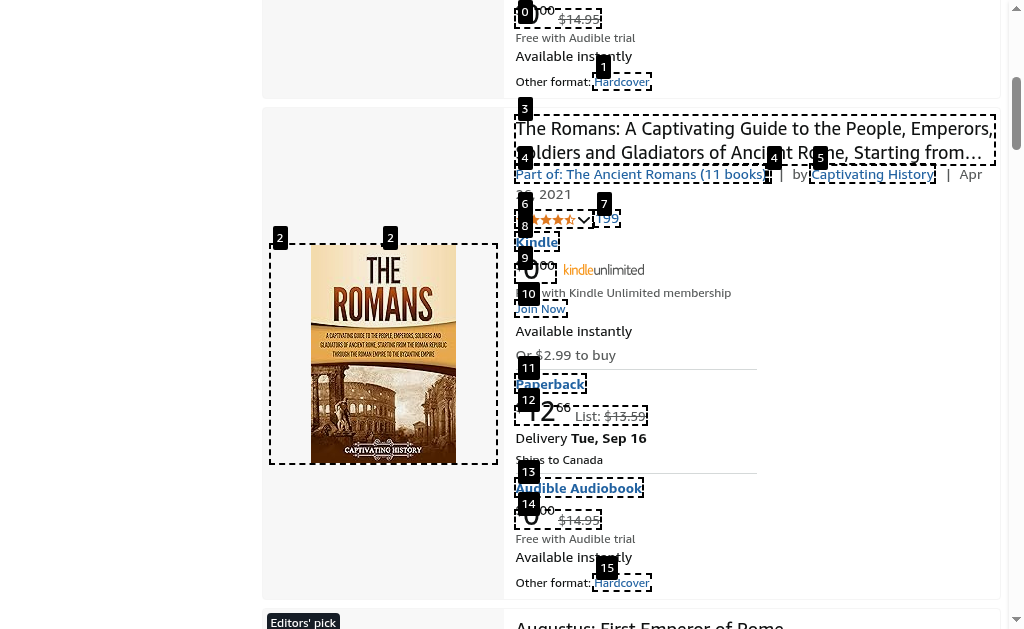 0
00 $14.95
Free with Audible trial
Available instantly
1
Other format: Hardcover
3
The Romans: A Captivating Guide to the People, Emperors,
Soldiers and Gladiators of Ancient Rome, Starting from…
4 4 5
Part of: The Ancient Romans (11 books) | by Captivating History | Apr
26, 2021
6 7
199
8
Kindle
9
0 00 kindleunlimited
with Kindle Unlimited membership
10
Join Now
Available instantly
Or $2.99 to buy
11
Paperback
12
12 66 List: $13.59
Delivery Tue, Sep 16
Ships to Canada
13
Audible Audiobook
14
0 00 $14.95
Free with Audible trial
Available instantly
15
Other format: Hardcover
2 2
THE
ROMANS
A CAPTIVATING GUIDE TO THE PEOPLE, EMPERORS, SOLDIERS AND
GLADIATORS OF ANCIENT ROME, STARTING FROM THE ROMAN REPUBLIC
THROUGH THE ROMAN EMPIRE TO THE BYZANTINE EMPIRE
CAPTIVATING HISTORY
Editors' pick
Augustus: First Emperor of Rome